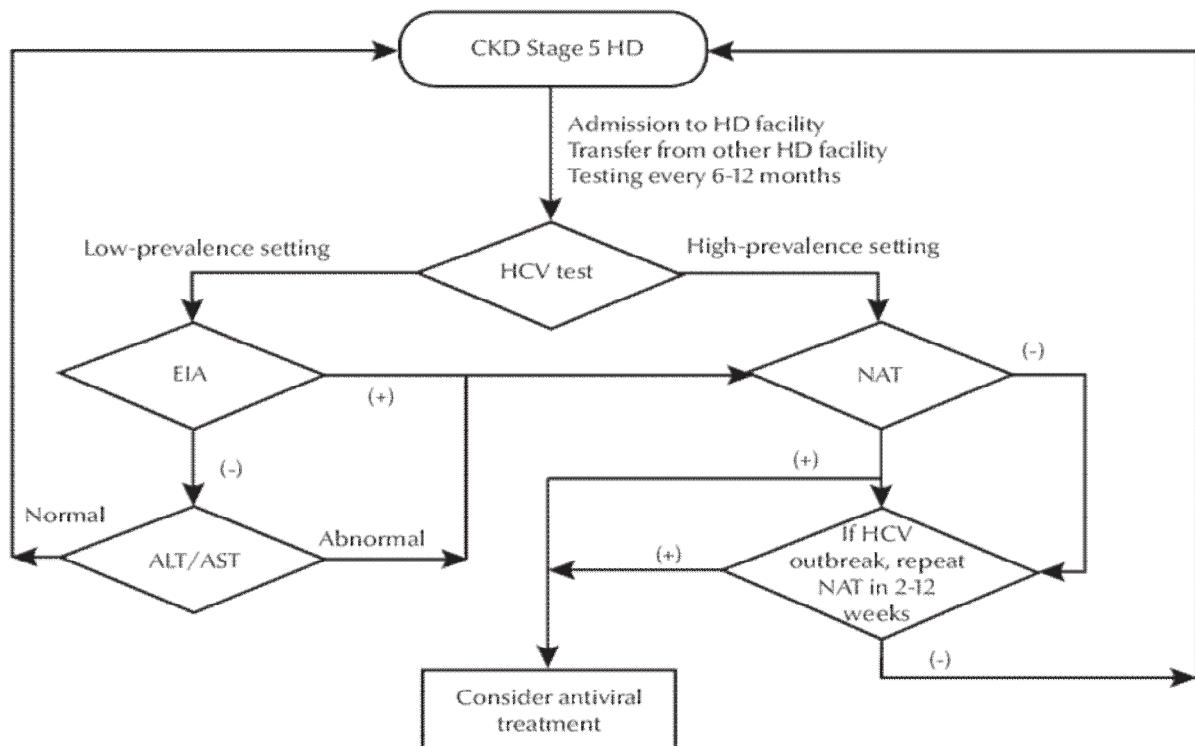 CKD Stage 5 HD
Admission to HD facility
Transfer from other HD facility
Testing every 6-12 months
Low-prevalence setting
High-prevalence setting
HCV test
EIA
(+)
NAT
(-)
(-)
(+)
Normal
ALT/AST
Abnormal
(+)
If HCV
outbreak, repeat
NAT in 2-12
weeks
(-)
Consider antiviral
treatment